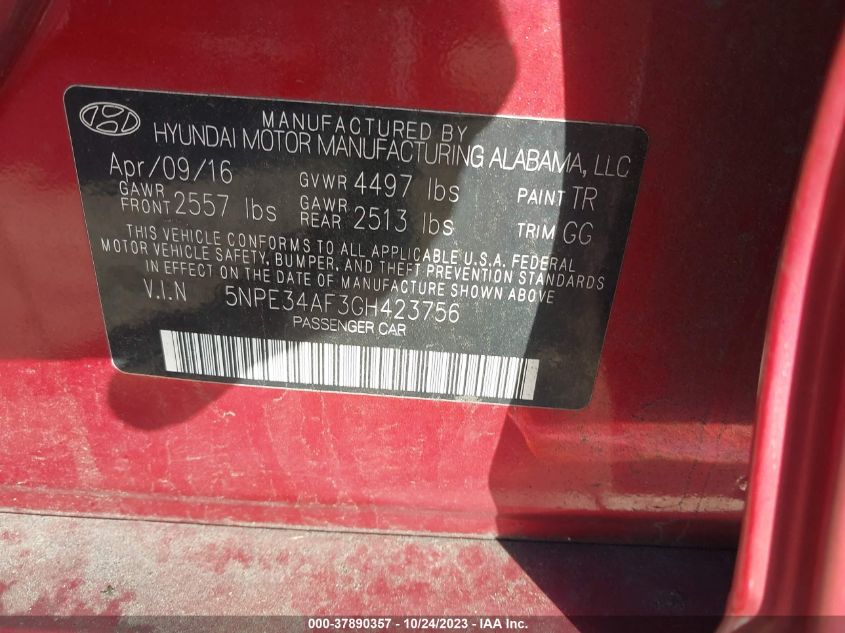 MANUFACTURED BY
HYUNDAI MOTOR MANUFACTURING ALABAMA, LLC
Apr/09/16 GVWR 4497 lbs PAINT TR
GAWR FRONT 2557 lbs GAWR REAR 2513 lbs TRIM GG
THIS VEHICLE CONFORMS TO ALL APPLICABLE U.S.A. FEDERAL
MOTOR VEHICLE SAFETY, BUMPER, AND THEFT PREVENTION STANDARDS
IN EFFECT ON THE DATE OF MANUFACTURE SHOWN ABOVE.
V.I.N 5NPE34AF3GH423756
PASSENGER CAR
000-37890357 - 10/24/2023 - IAA Inc.